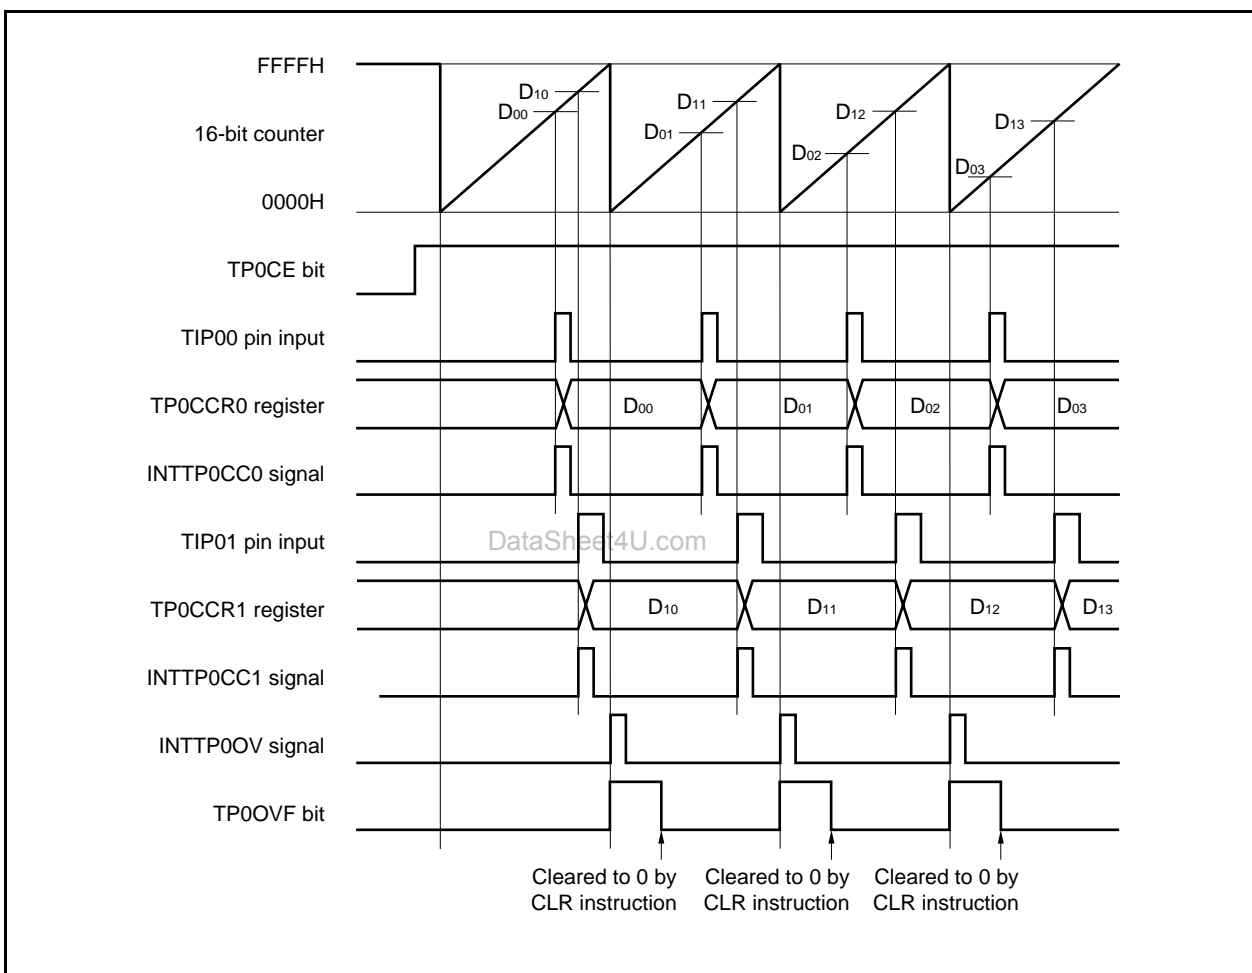 FFFFH
D10
D00
D11
D01
D12
D02
D13
D03
16-bit counter
0000H
TP0CE bit
TIP00 pin input
TP0CCR0 register
D00
D01
D02
D03
INTTP0CC0 signal
TIP01 pin input
DataSheet4U.com
TP0CCR1 register
D10
D11
D12
D13
INTTP0CC1 signal
INTTP0OV signal
TP0OVF bit
Cleared to 0 by
CLR instruction
Cleared to 0 by
CLR instruction
Cleared to 0 by
CLR instruction